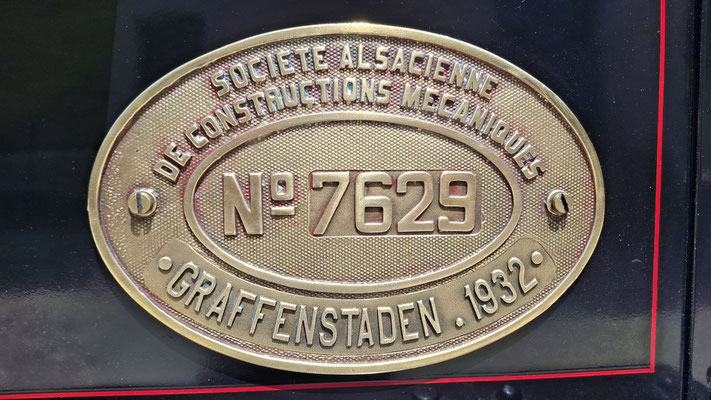 SOCIETE ALSACIENNE
DE CONSTRUCTIONS MECANIQUES
Nº 7629
• GRAFFENSTADEN . 1932 •